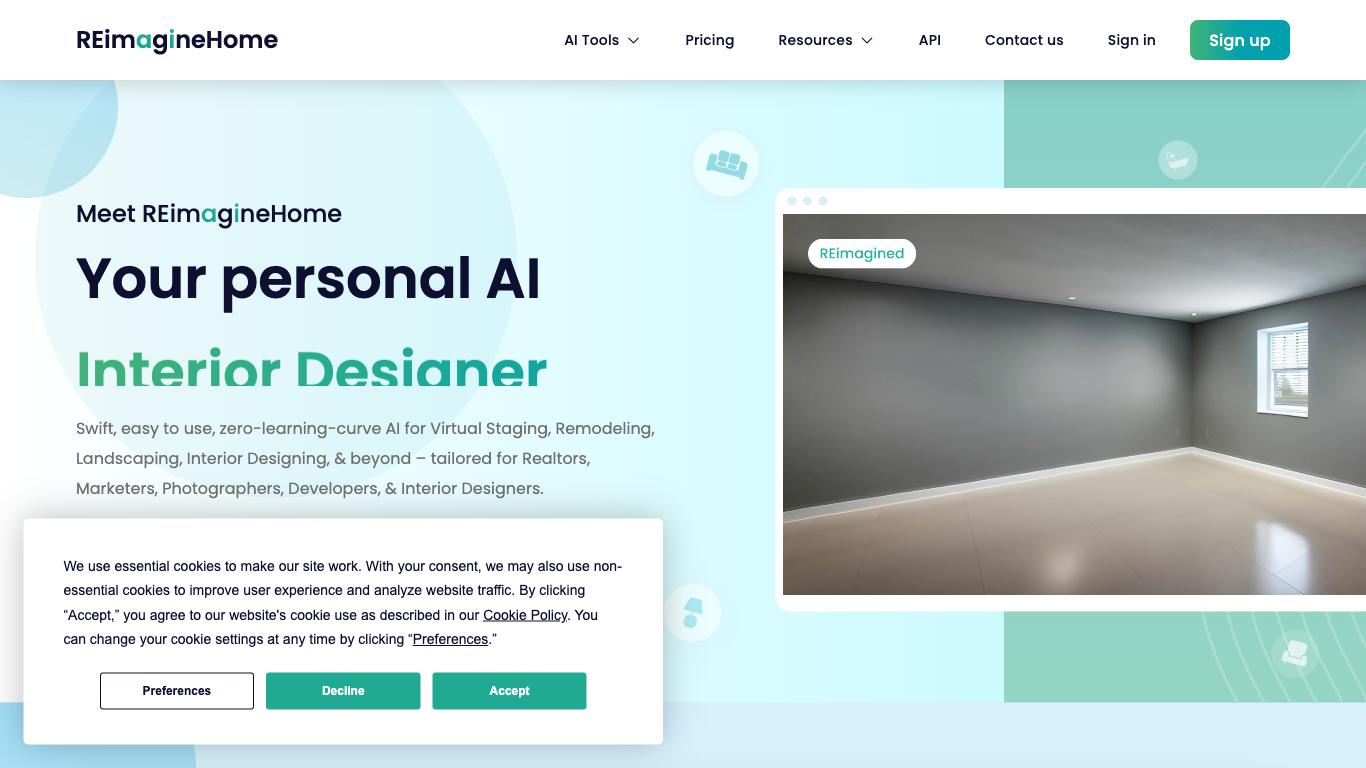 REimagineHome
AI Tools
Pricing
Resources
API
Contact us
Sign in
Sign up
Meet REimagineHome
Your personal AI
Interior Designer
Swift, easy to use, zero-learning-curve AI for Virtual Staging, Remodeling,
Landscaping, Interior Designing, & beyond – tailored for Realtors,
Marketers, Photographers, Developers, & Interior Designers.
REimagined
We use essential cookies to make our site work. With your consent, we may also use non-
essential cookies to improve user experience and analyze website traffic. By clicking
“Accept,” you agree to our website's cookie use as described in our Cookie Policy. You
can change your cookie settings at any time by clicking “Preferences.”
Preferences
Decline
Accept